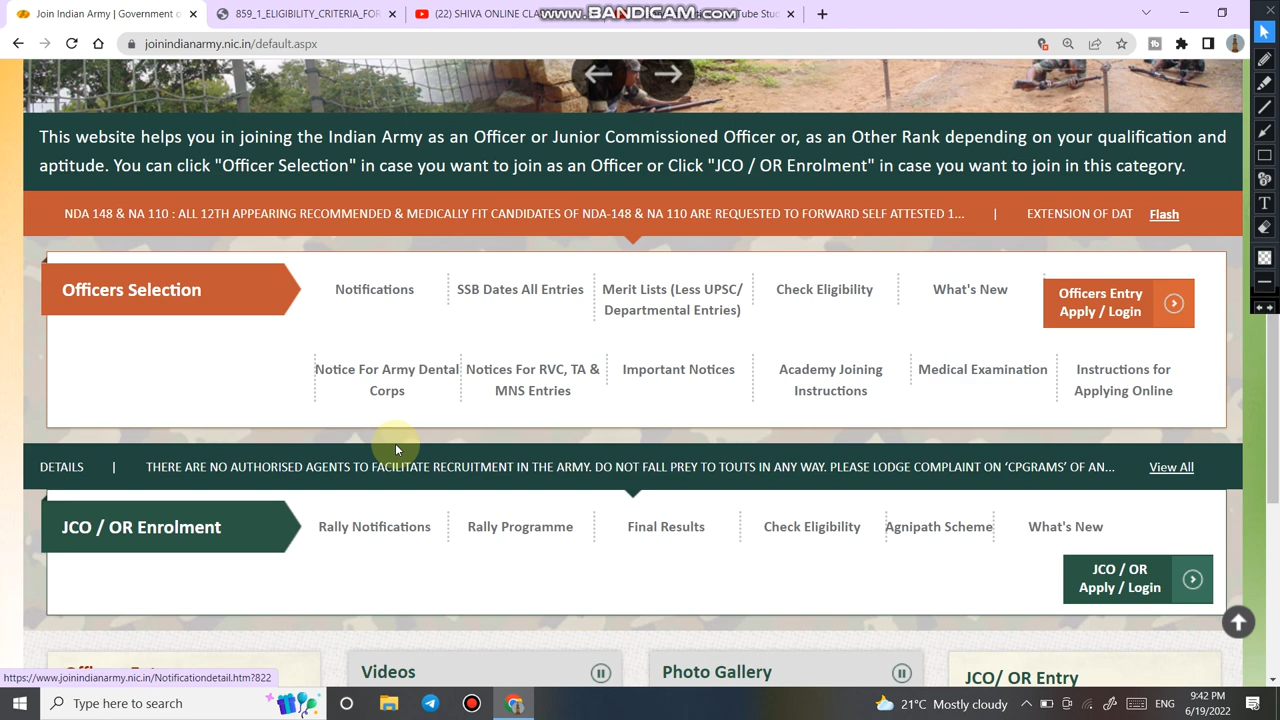 Join Indian Army | Government o
859_1_ELIGIBILITY_CRITERIA_FOR
(22) SHIVA ONLINE CLA
Tube Stud
www.BANDICAM.com
joinindianarmy.nic.in/default.aspx
This website helps you in joining the Indian Army as an Officer or Junior Commissioned Officer or, as an Other Rank depending on your qualification and
aptitude. You can click "Officer Selection" in case you want to join as an Officer or Click "JCO / OR Enrolment" in case you want to join in this category.
NDA 148 & NA 110 : ALL 12TH APPEARING RECOMMENDED & MEDICALLY FIT CANDIDATES OF NDA-148 & NA 110 ARE REQUESTED TO FORWARD SELF ATTESTED 1... | EXTENSION OF DAT Flash
Officers Selection
Notifications
SSB Dates All Entries
Merit Lists (Less UPSC/
Departmental Entries)
Check Eligibility
What's New
Officers Entry
Apply / Login
Notice For Army Dental
Corps
Notices For RVC, TA &
MNS Entries
Important Notices
Academy Joining
Instructions
Medical Examination
Instructions for
Applying Online
DETAILS | THERE ARE NO AUTHORISED AGENTS TO FACILITATE RECRUITMENT IN THE ARMY. DO NOT FALL PREY TO TOUTS IN ANY WAY. PLEASE LODGE COMPLAINT ON ‘CPGRAMS’ OF AN... View All
JCO / OR Enrolment
Rally Notifications
Rally Programme
Final Results
Check Eligibility
Agnipath Scheme
What's New
JCO / OR
Apply / Login
Videos
Photo Gallery
JCO/ OR Entry
https://www.joinindianarmy.nic.in/Notificationdetail.htm?822
Type here to search
21°C Mostly cloudy
ENG
9:42 PM
6/19/2022